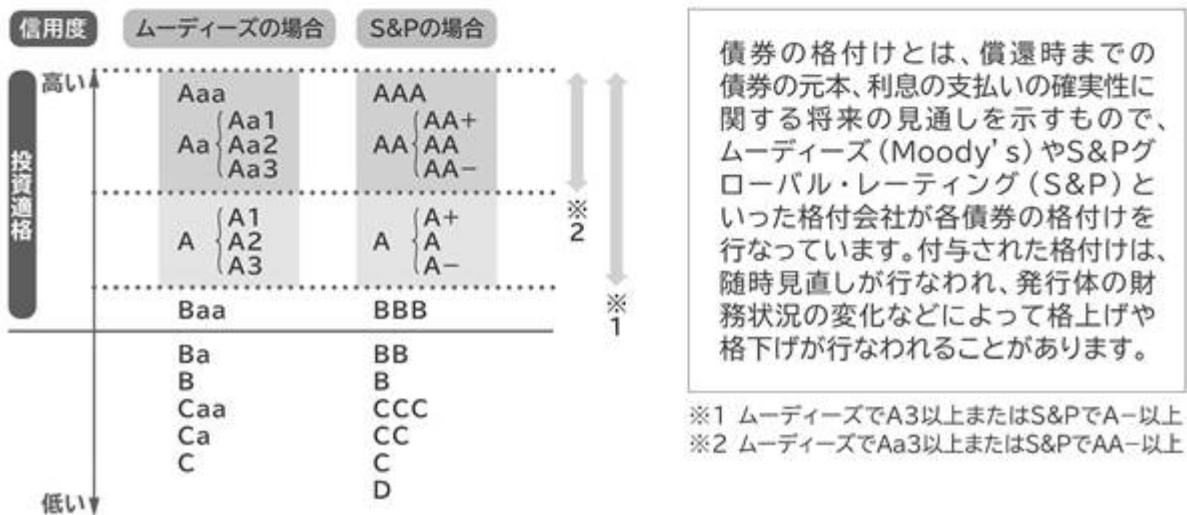 信用度 ムーディーズの場合 S&Pの場合
高い
投資適格
Aaa AAA
Aa Aa1 Aa2 Aa3
AA AA+ AA AA−
A A1 A2 A3
A A+ A A−
Baa BBB
Ba BB
B B
Caa CCC
Ca CC
C C
D
低い
※2
※1
債券の格付けとは、償還時までの
債券の元本、利息の支払いの確実性に
関する将来の見通しを示すもので、
ムーディーズ（Moody's）やS&Pグ
ローバル・レーティング（S&P）と
いった格付会社が各債券の格付けを
行なっています。付与された格付けは、
随時見直しが行なわれ、発行体の財
務状況の変化などによって格上げや
格下げが行なわれることがあります。
※1 ムーディーズでA3以上またはS&PでA−以上
※2 ムーディーズでAa3以上またはS&PでAA−以上